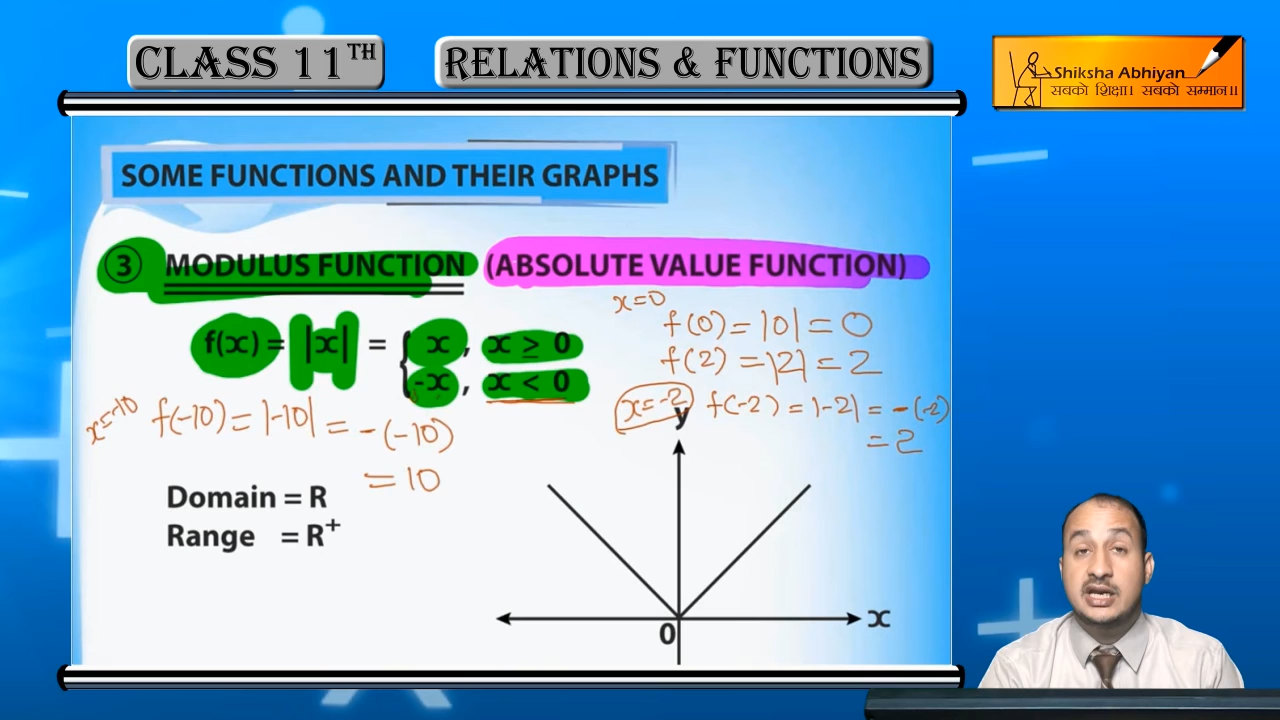 CLASS 11TH
RELATIONS & FUNCTIONS
Shiksha Abhiyan
सबको शिक्षा। सबको सम्मान॥
SOME FUNCTIONS AND THEIR GRAPHS
3 MODULUS FUNCTION (ABSOLUTE VALUE FUNCTION)
f(x) = |x| = { x , x ≥ 0
-x , x < 0
x=0
f(0) = |0| = 0
f(2) = |2| = 2
x=-2 f(-2) = |-2| = -(-2)
= 2
x=-10 f(-10) = |-10| = -(-10)
= 10
Domain = R
Range = R⁺
y
x
0